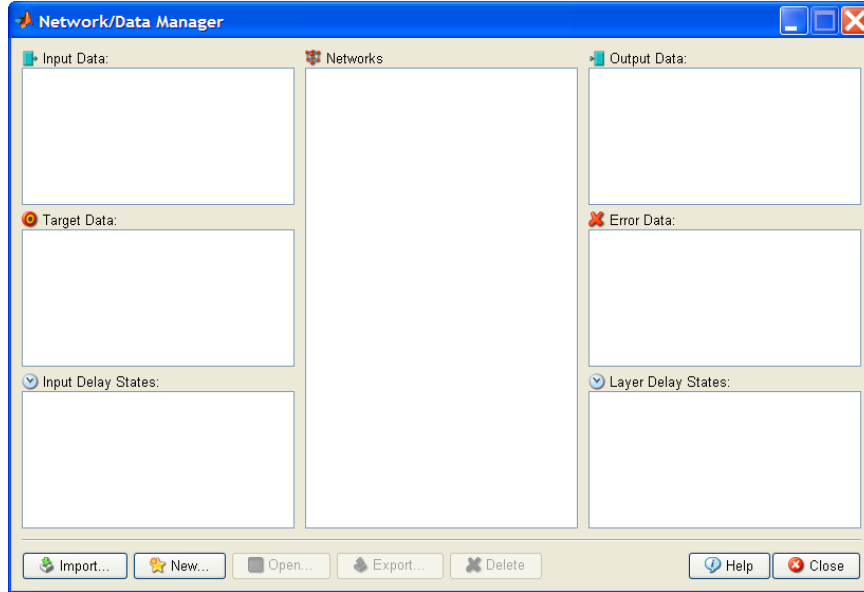 Network/Data Manager
Input Data:
Networks
Output Data:
Target Data:
Error Data:
Input Delay States:
Layer Delay States:
Import...
New...
Open...
Export...
Delete
Help
Close